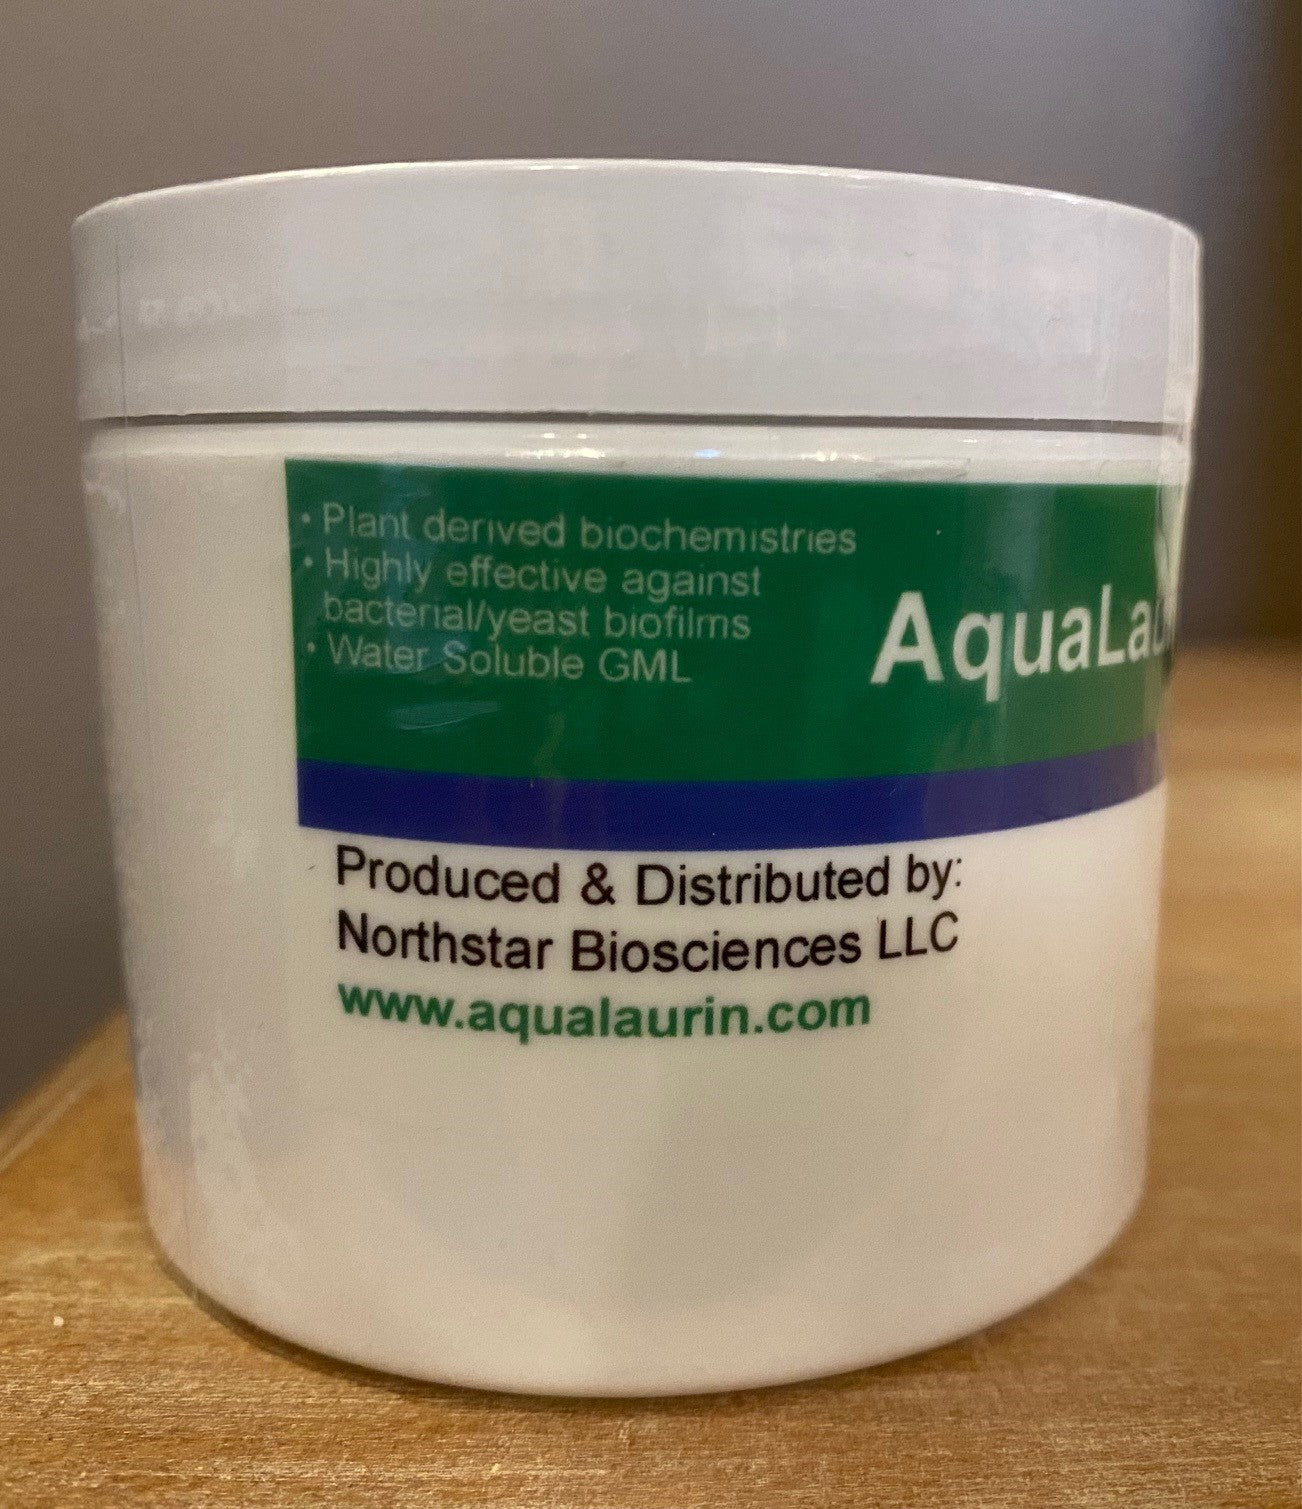 • Plant derived biochemistries
• Highly effective against
bacterial/yeast biofilms
• Water Soluble GML
Produced & Distributed by:
Northstar Biosciences LLC
www.aqualaurin.com